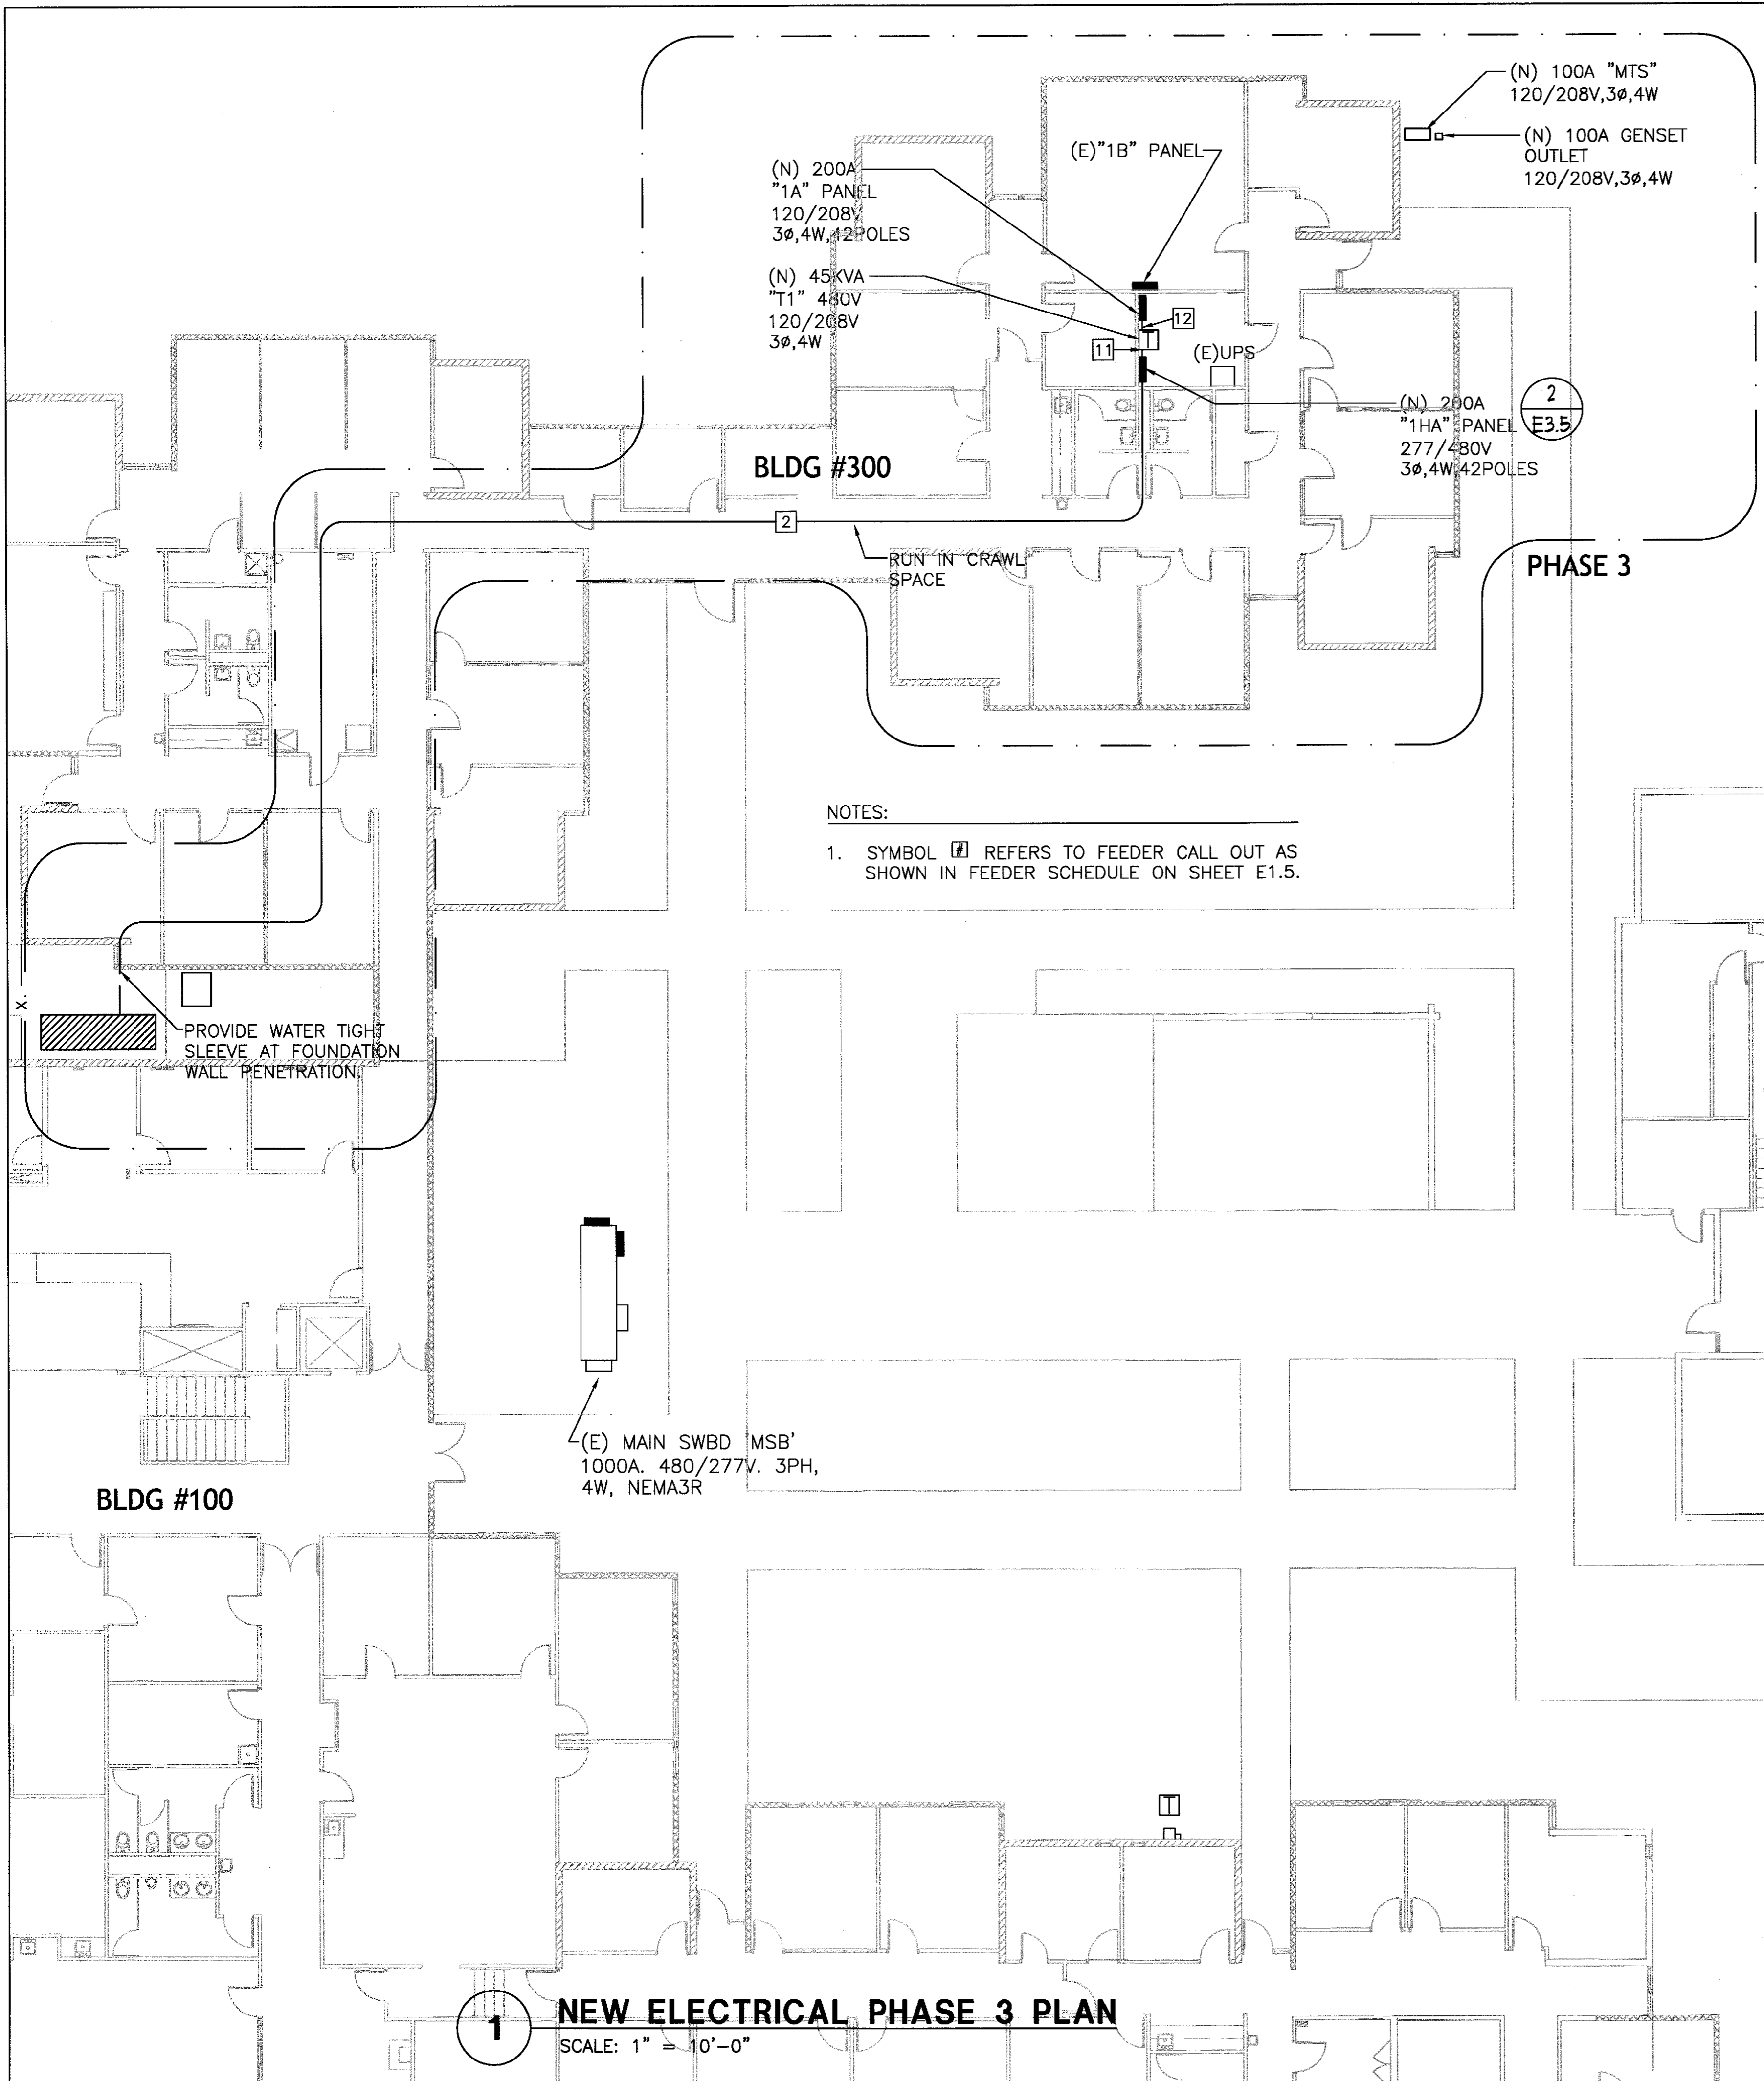 (N) 100A "MTS"
120/208V,3ø,4W
(N) 100A GENSET
OUTLET
120/208V,3ø,4W
(E)"1B" PANEL
(N) 200A
"1A" PANEL
120/208V
3ø,4W,42POLES
(N) 45KVA
"T1" 480V
120/208V
3ø,4W
12
T
11
(E)UPS
(N) 200A
"1HA" PANEL
277/480V
3ø,4W42POLES
2
E3.5
BLDG #300
2
RUN IN CRAWL
SPACE
PHASE 3
NOTES:
1. SYMBOL # REFERS TO FEEDER CALL OUT AS
SHOWN IN FEEDER SCHEDULE ON SHEET E1.5.
X
PROVIDE WATER TIGHT
SLEEVE AT FOUNDATION
WALL PENETRATION.
(E) MAIN SWBD 'MSB'
1000A. 480/277V. 3PH,
4W, NEMA3R
BLDG #100
T
1
NEW ELECTRICAL PHASE 3 PLAN
SCALE: 1" = 10'-0"